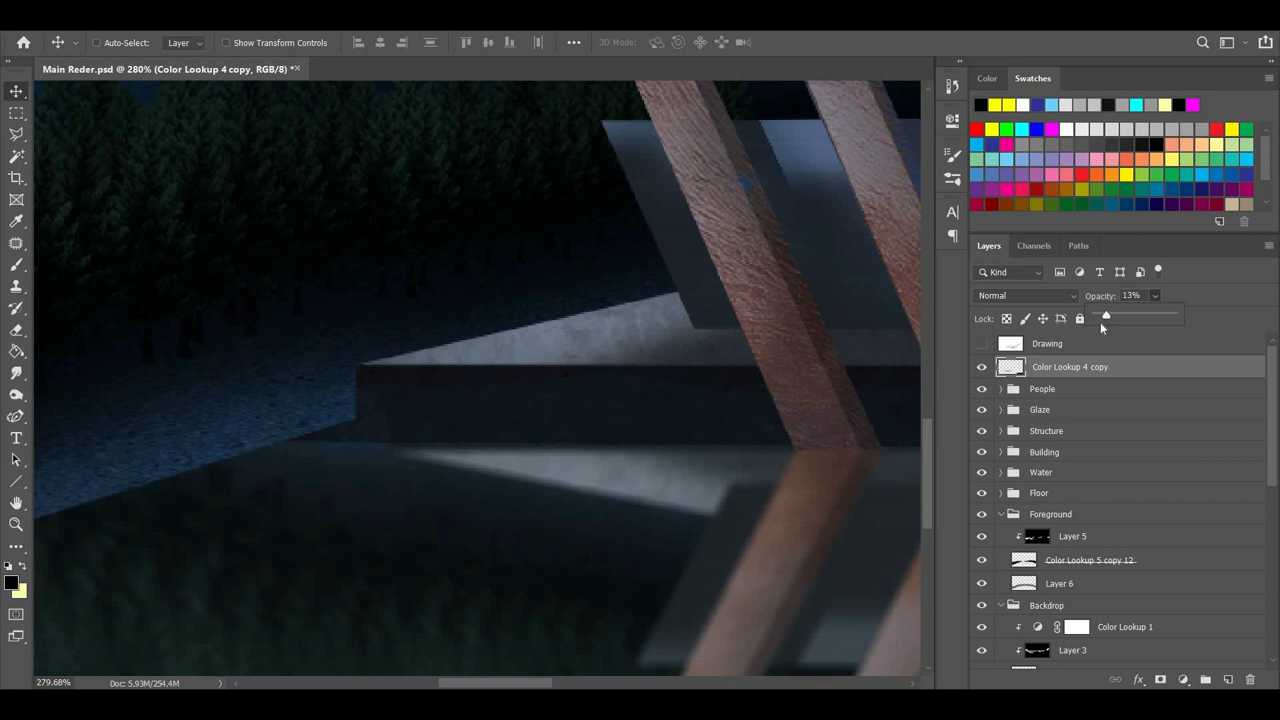 Auto-Select: Layer Show Transform Controls 3D Mode:
Main Reder.psd @ 280% (Color Lookup 4 copy, RGB/8) *
Color Swatches
Layers Channels Paths
Kind
Normal Opacity: 13%
Lock:
Drawing
Color Lookup 4 copy
People
Glaze
Structure
Building
Water
Floor
Foreground
Layer 5
Color Lookup 5 copy 12
Layer 6
Backdrop
Color Lookup 1
Layer 3
279.68% Doc: 5.93M/254.4M